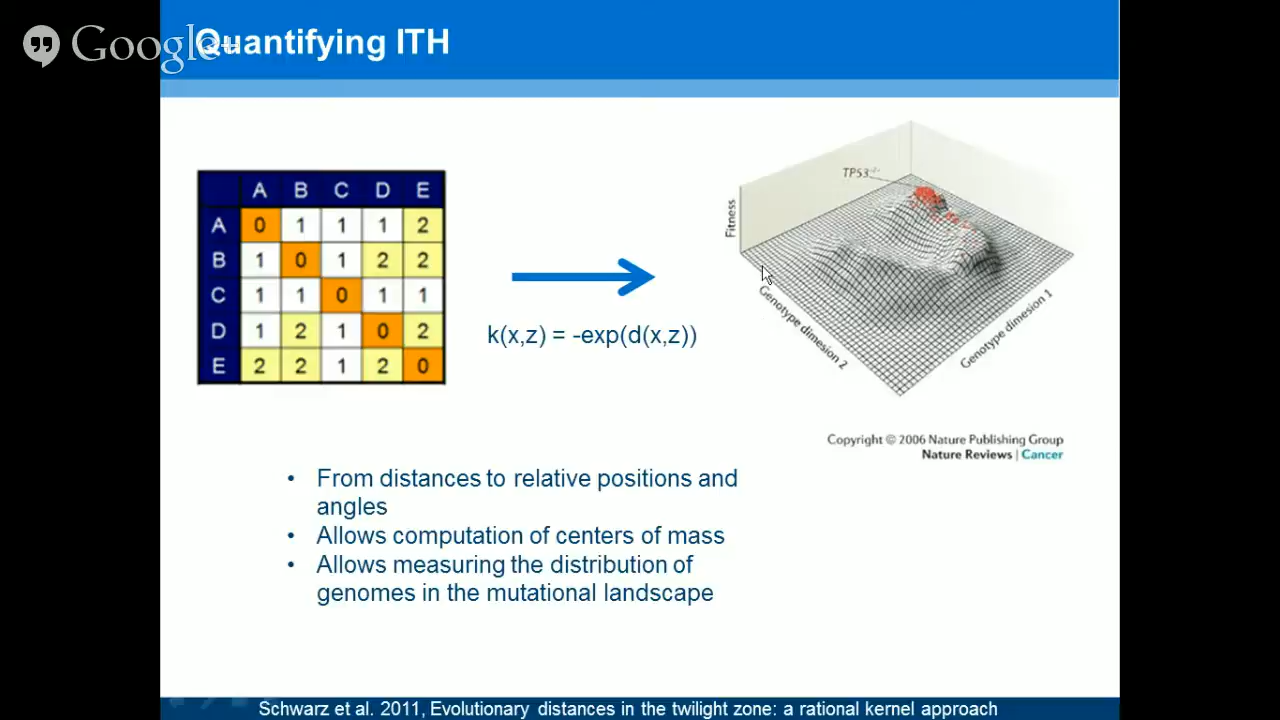 Google+
Quantifying ITH
A B C D E
A 0 1 1 1 2
B 1 0 1 2 2
C 1 1 0 1 1
D 1 2 1 0 2
E 2 2 1 2 0
k(x,z) = -exp(d(x,z))
TP53-/-
Fitness
Genotype dimesion 2
Genotype dimesion 1
Copyright © 2006 Nature Publishing Group
Nature Reviews | Cancer
• From distances to relative positions and
angles
• Allows computation of centers of mass
• Allows measuring the distribution of
genomes in the mutational landscape
Schwarz et al. 2011, Evolutionary distances in the twilight zone: a rational kernel approach